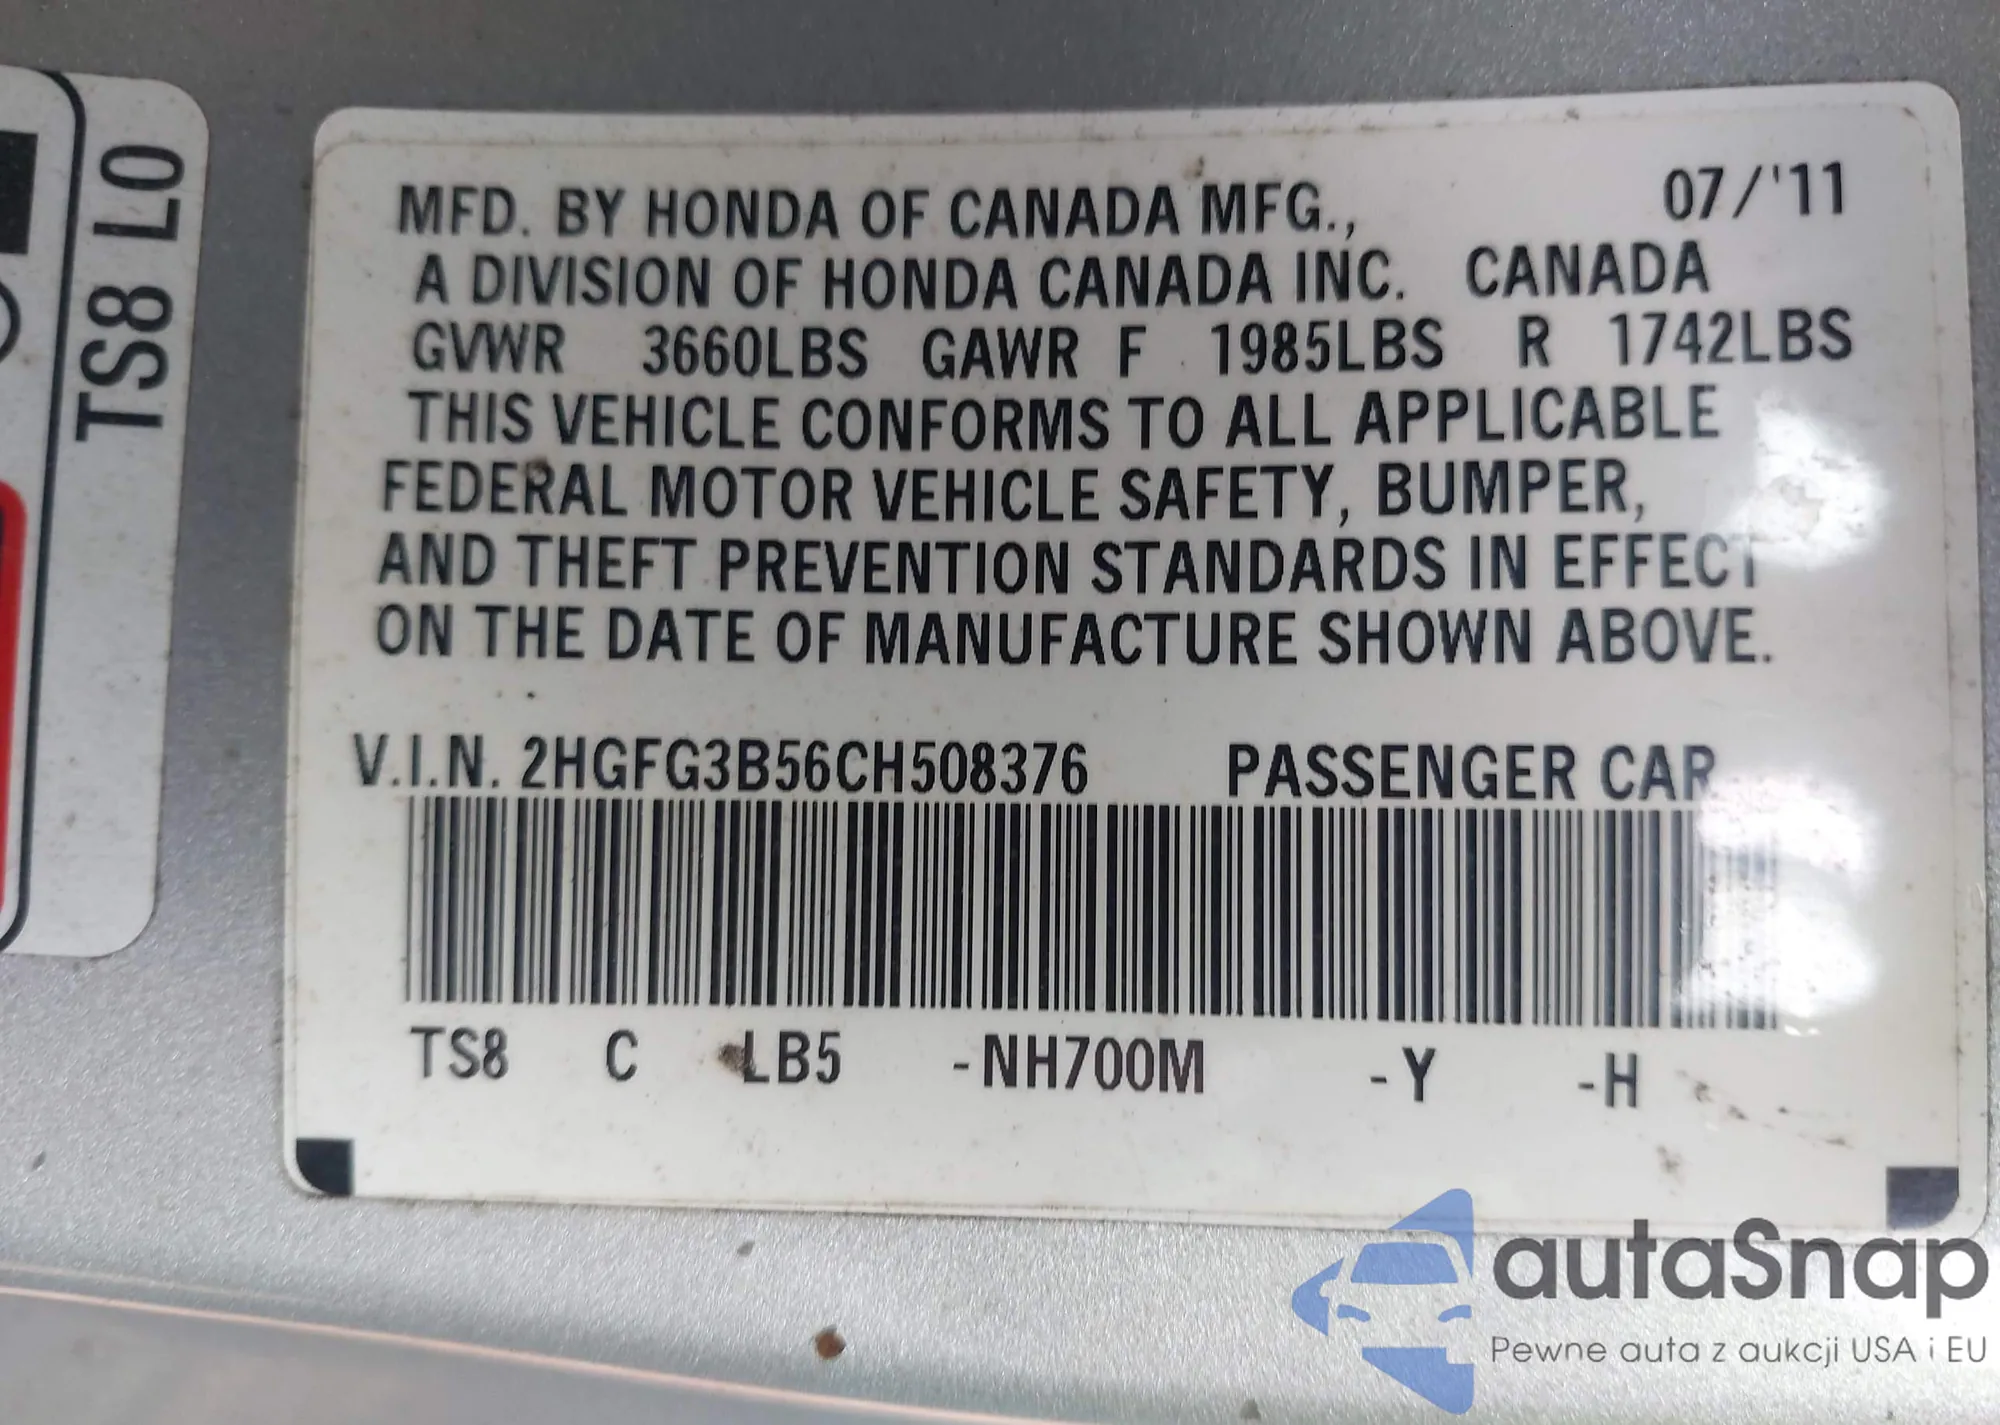 TS8 L0
MFD. BY HONDA OF CANADA MFG., 07/'11
A DIVISION OF HONDA CANADA INC. CANADA
GVWR 3660LBS GAWR F 1985LBS R 1742LBS
THIS VEHICLE CONFORMS TO ALL APPLICABLE
FEDERAL MOTOR VEHICLE SAFETY, BUMPER,
AND THEFT PREVENTION STANDARDS IN EFFECT
ON THE DATE OF MANUFACTURE SHOWN ABOVE.
V.I.N. 2HGFG3B56CH508376 PASSENGER CAR
TS8 C LB5 -NH700M -Y -H
autaSnap
Pewne auta z aukcji USA i EU